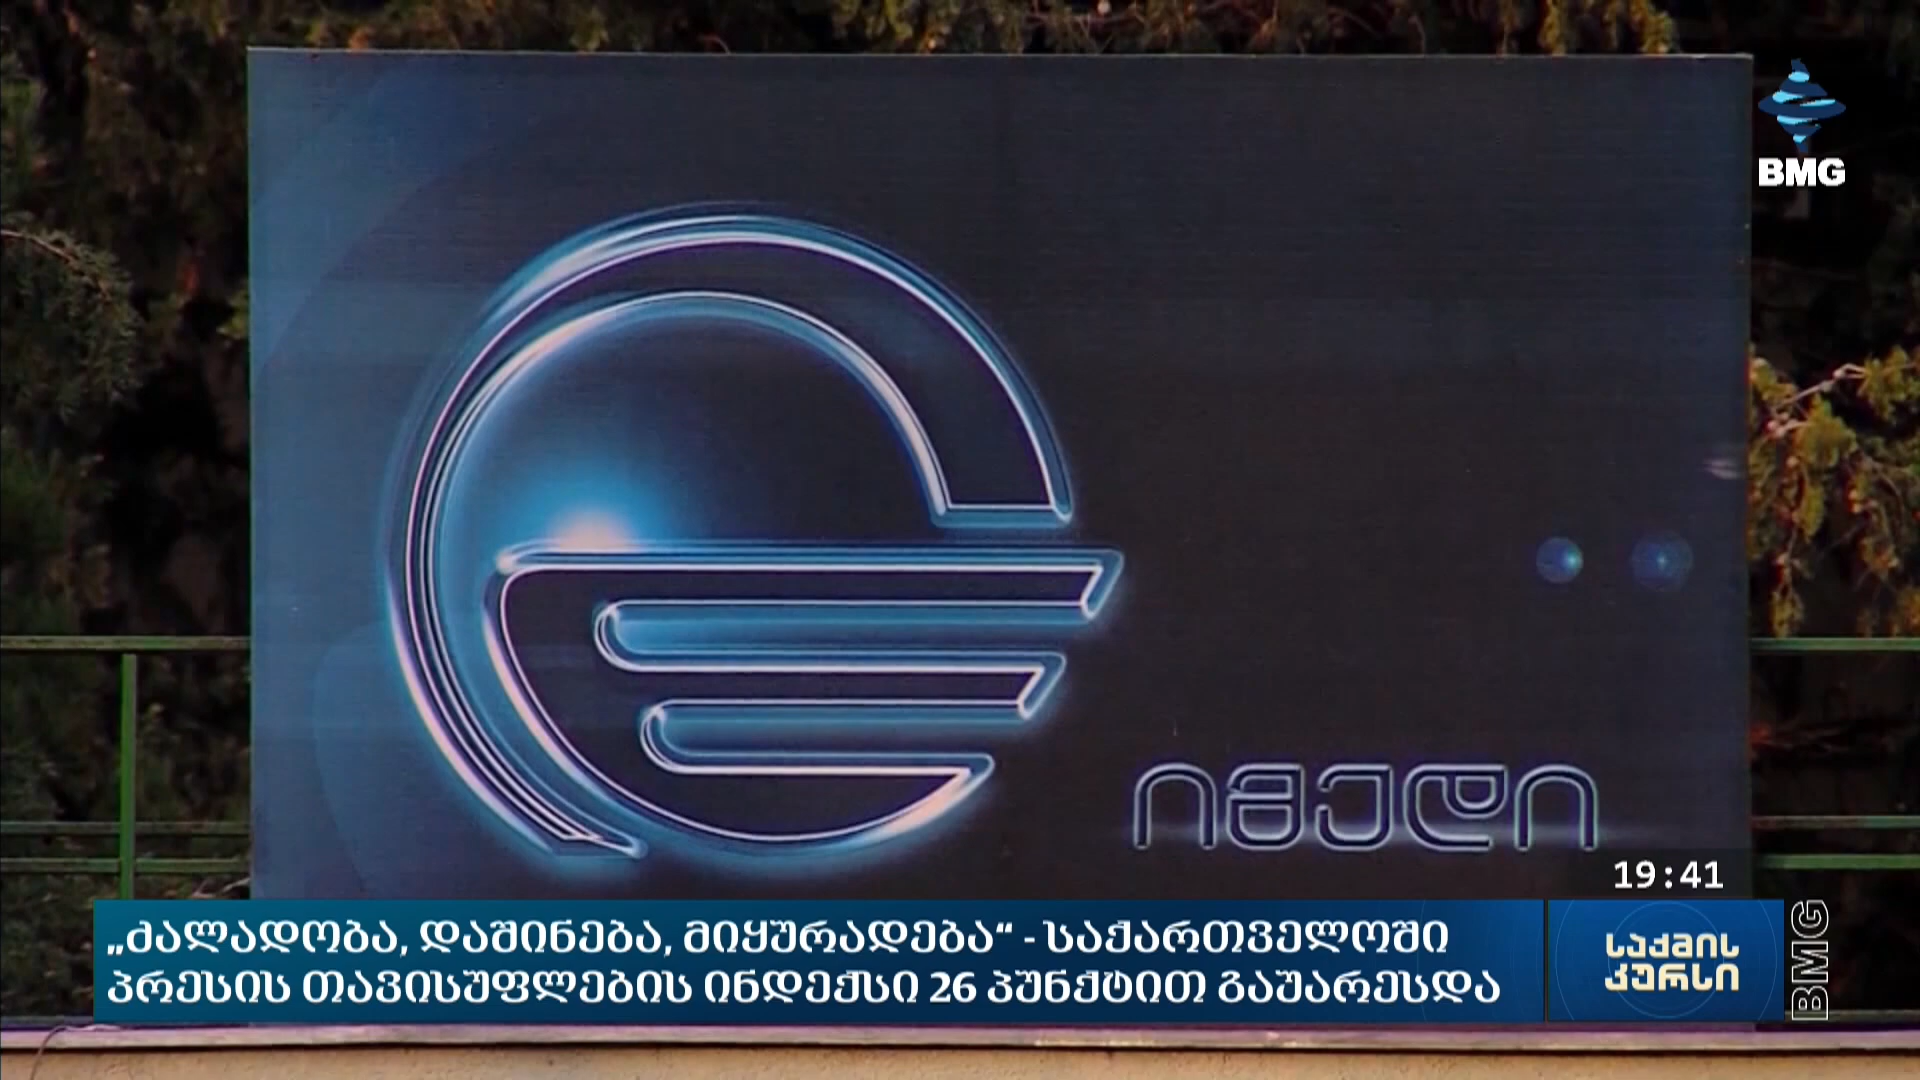 BMG
იმედი
19:41
„ძალადობა, დაშინება, მიყურადება“ - საქართველოში
პრესის თავისუფლების ინდექსი 26 პუნქტით გაუარესდა
საქმის
კურსი
BMG